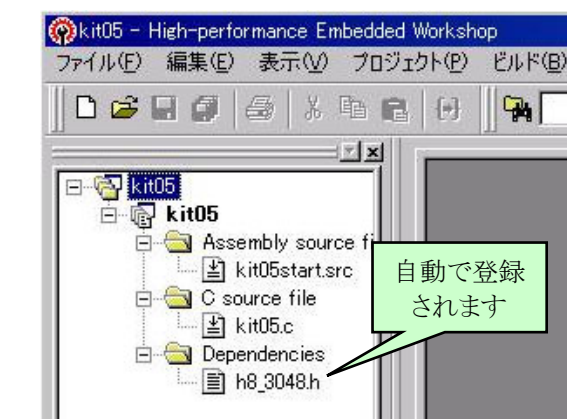 kit05 - High-performance Embedded Workshop
ファイル(F) 編集(E) 表示(V) プロジェクト(P) ビルド(B)
kit05
kit05
Assembly source fi
kit05start.src
C source file
kit05.c
Dependencies
h8_3048.h
自動で登録
されます